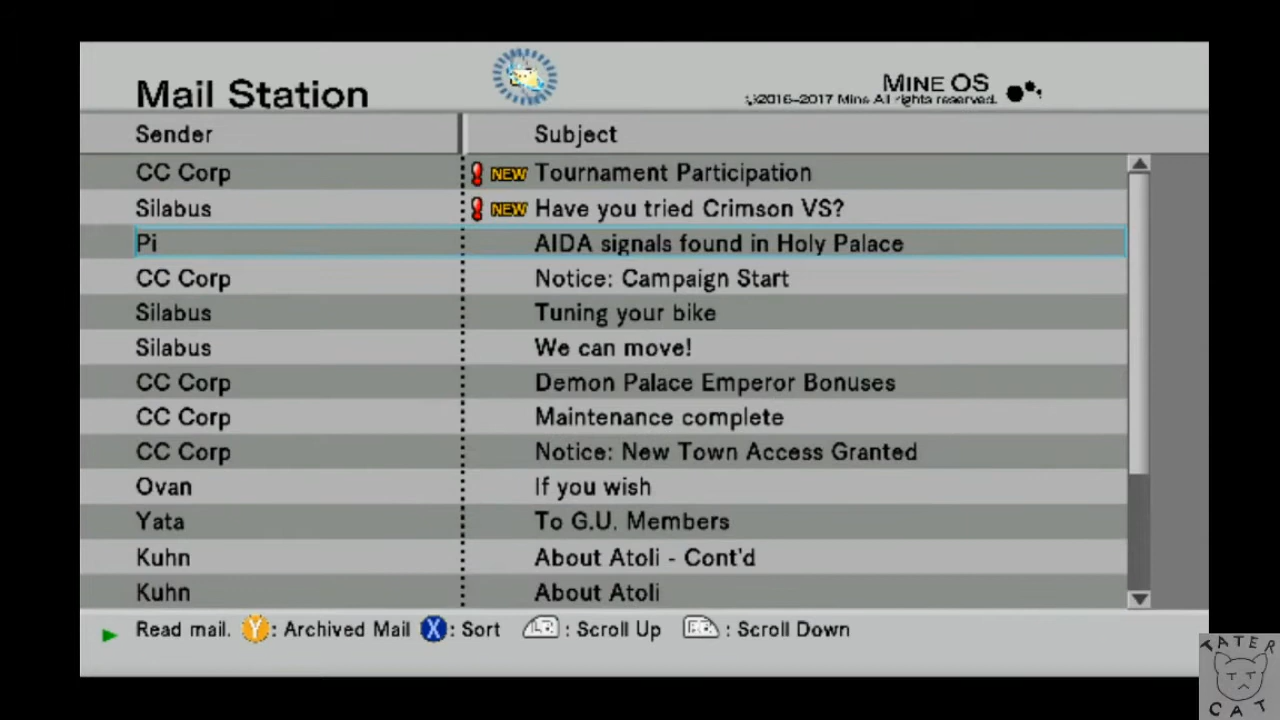 Mail Station
MINE OS
©2016-2017 Mine All rights reserved.
Sender Subject
CC Corp NEW Tournament Participation
Silabus NEW Have you tried Crimson VS?
Pi AIDA signals found in Holy Palace
CC Corp Notice: Campaign Start
Silabus Tuning your bike
Silabus We can move!
CC Corp Demon Palace Emperor Bonuses
CC Corp Maintenance complete
CC Corp Notice: New Town Access Granted
Ovan If you wish
Yata To G.U. Members
Kuhn About Atoli - Cont'd
Kuhn About Atoli
Read mail. Y: Archived Mail X: Sort : Scroll Up : Scroll Down
TATER
CAT